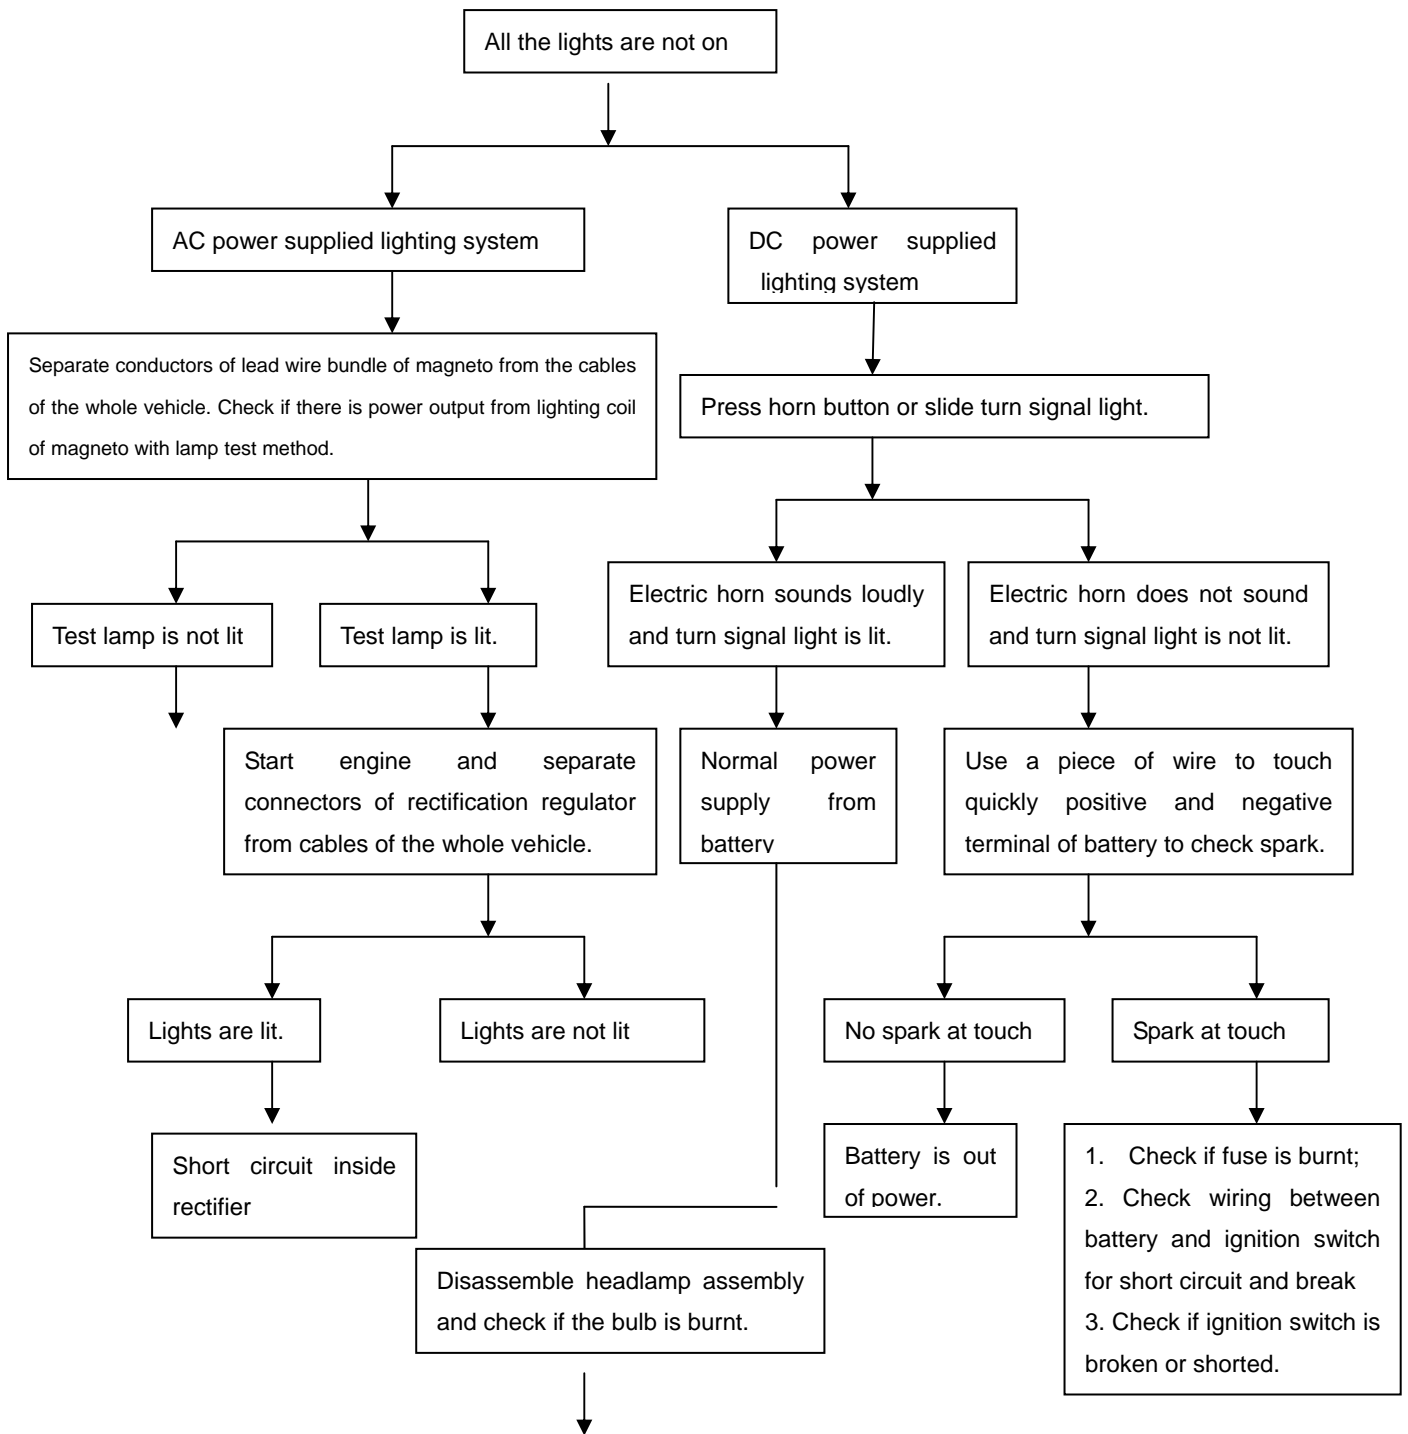 All the lights are not on
AC power supplied lighting system
DC power supplied
lighting system
Separate conductors of lead wire bundle of magneto from the cables
of the whole vehicle. Check if there is power output from lighting coil
of magneto with lamp test method.
Press horn button or slide turn signal light.
Test lamp is not lit
Test lamp is lit.
Electric horn sounds loudly
and turn signal light is lit.
Electric horn does not sound
and turn signal light is not lit.
Start engine and separate
connectors of rectification regulator
from cables of the whole vehicle.
Normal power
supply from
battery
Use a piece of wire to touch
quickly positive and negative
terminal of battery to check spark.
Lights are lit.
Lights are not lit
No spark at touch
Spark at touch
Short circuit inside
rectifier
Battery is out
of power.
1. Check if fuse is burnt;
2. Check wiring between
battery and ignition switch
for short circuit and break
3. Check if ignition switch is
broken or shorted.
Disassemble headlamp assembly
and check if the bulb is burnt.